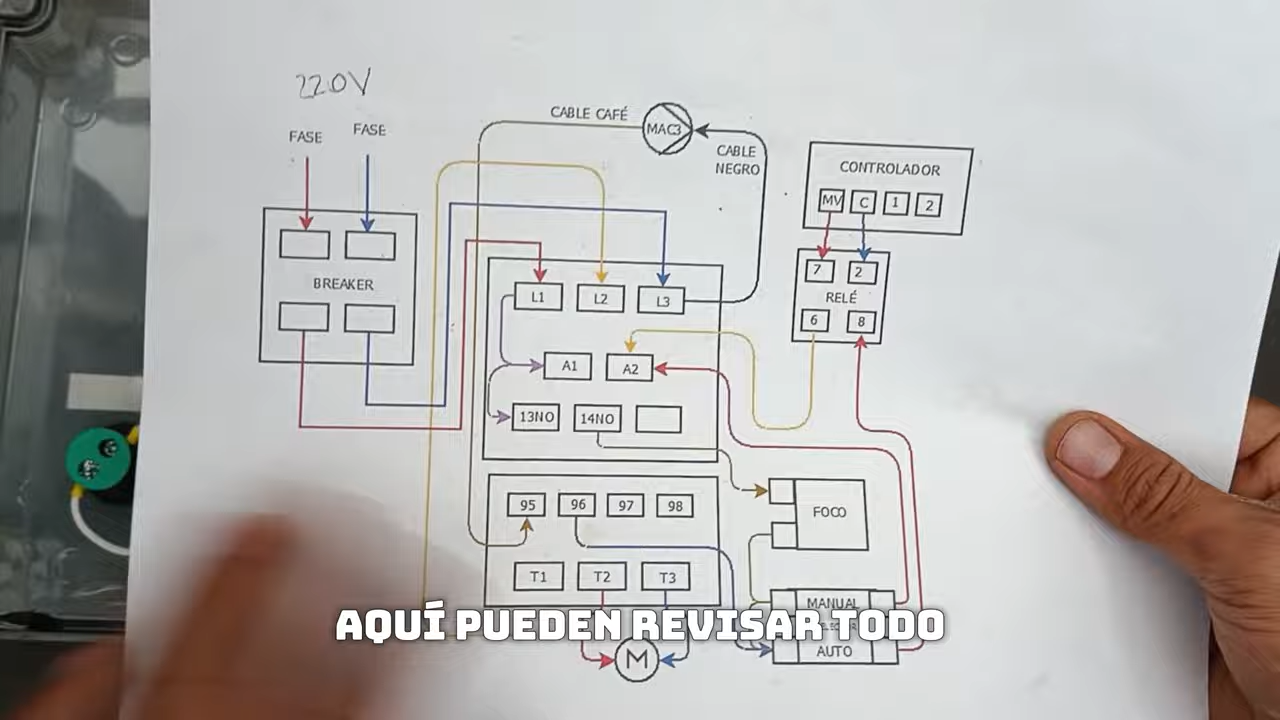 220V
FASE
FASE
BREAKER
CABLE CAFÉ
MAC3
CABLE
NEGRO
CONTROLADOR
MV C 1 2
7 2
RELÉ
6 8
L1 L2 L3
A1 A2
13NO 14NO
95 96 97 98
T1 T2 T3
M
FOCO
MANUAL
AUTO
AQUÍ PUEDEN REVISAR TODO